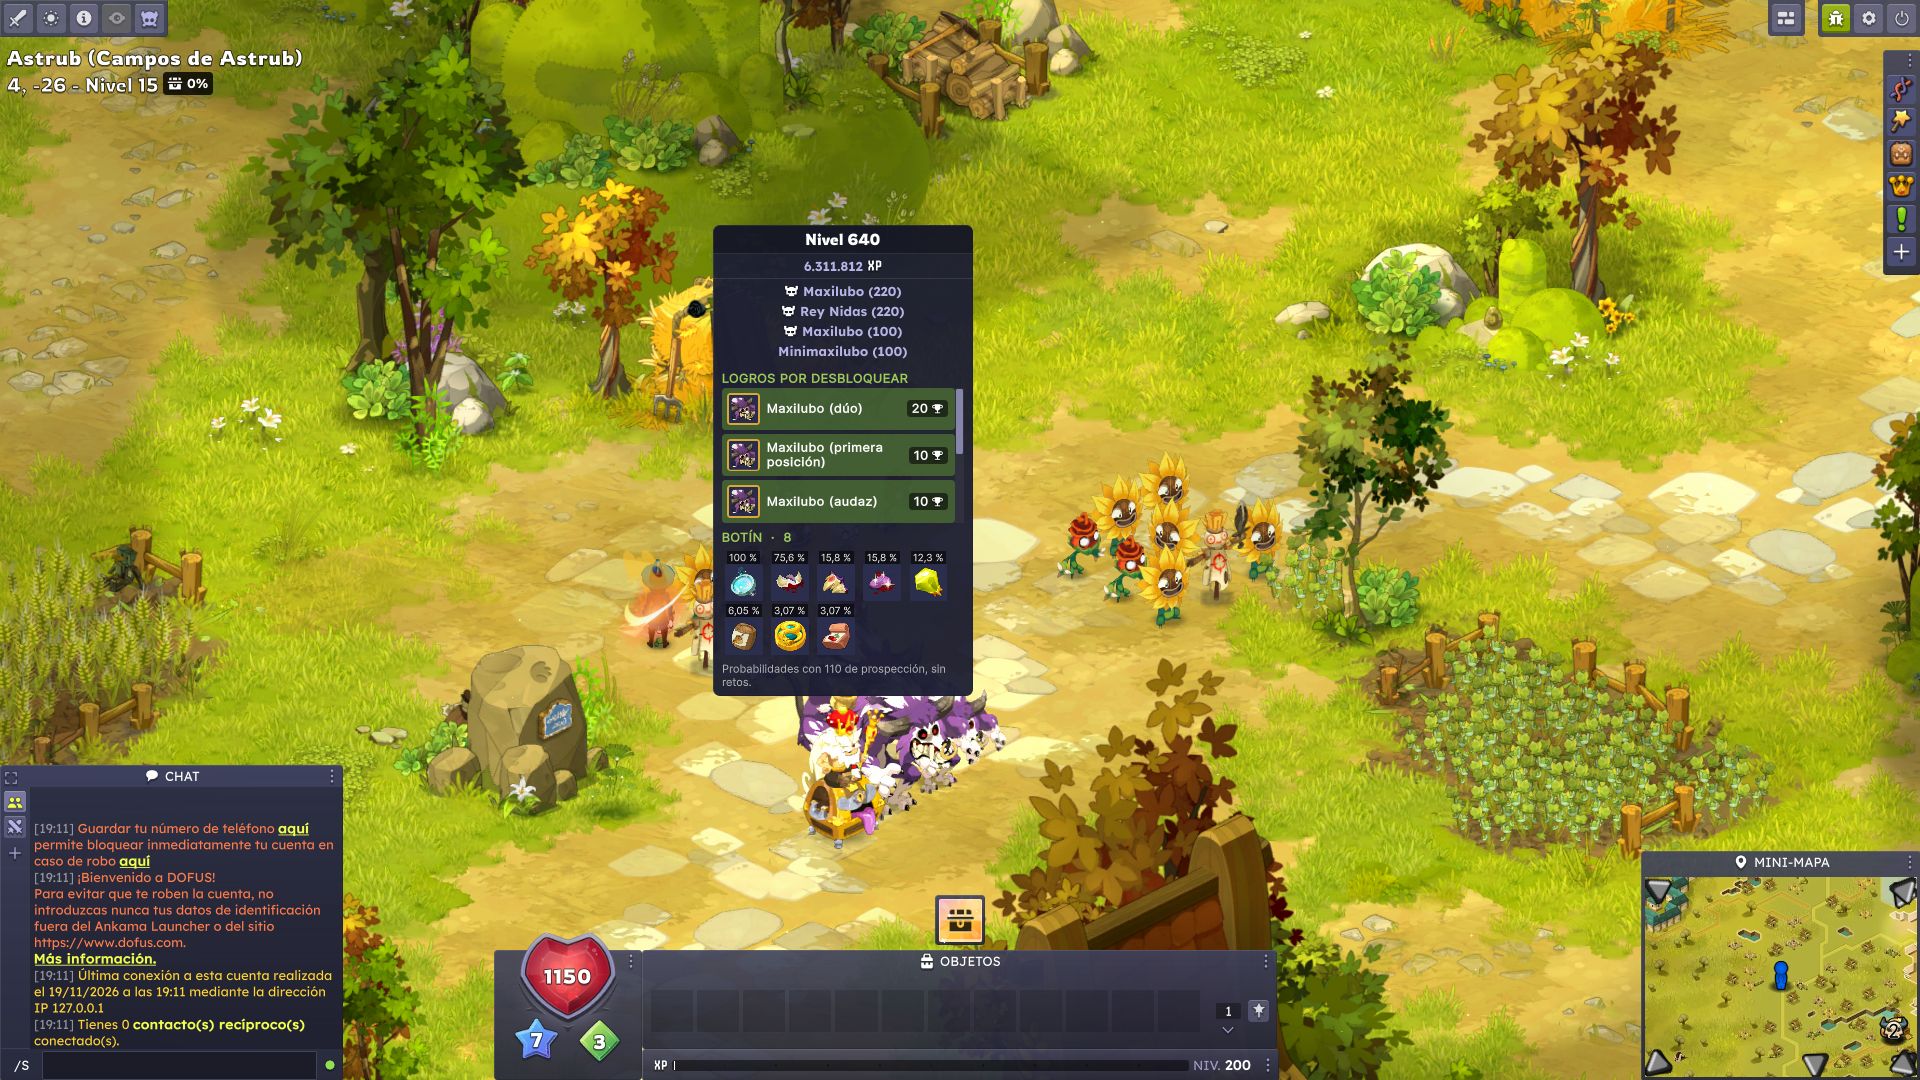 Astrub (Campos de Astrub)
4, -26 - Nivel 15 0%
Nivel 640
6.311.812 XP
Maxilubo (220)
Rey Nidas (220)
Maxilubo (100)
Minimaxilubo (100)
LOGROS POR DESBLOQUEAR
Maxilubo (dúo) 20
Maxilubo (primera
posición) 10
Maxilubo (audaz) 10
BOTÍN · 8
100 % 75,6 % 15,8 % 15,8 % 12,3 %
6,05 % 3,07 % 3,07 %
Probabilidades con 110 de prospección, sin
retos.
CHAT
[19:11] Guardar tu número de teléfono aquí
permite bloquear inmediatamente tu cuenta en
caso de robo aquí
[19:11] ¡Bienvenido a DOFUS!
Para evitar que te roben la cuenta, no
introduzcas nunca tus datos de identificación
fuera del Ankama Launcher o del sitio
https://www.dofus.com.
Más información.
[19:11] Última conexión a esta cuenta realizada
el 19/11/2026 a las 19:11 mediante la dirección
IP 127.0.0.1
[19:11] Tienes 0 contacto(s) recíproco(s)
conectado(s).
/S
1150
7
3
OBJETOS
1
XP
NIV. 200
MINI-MAPA
2